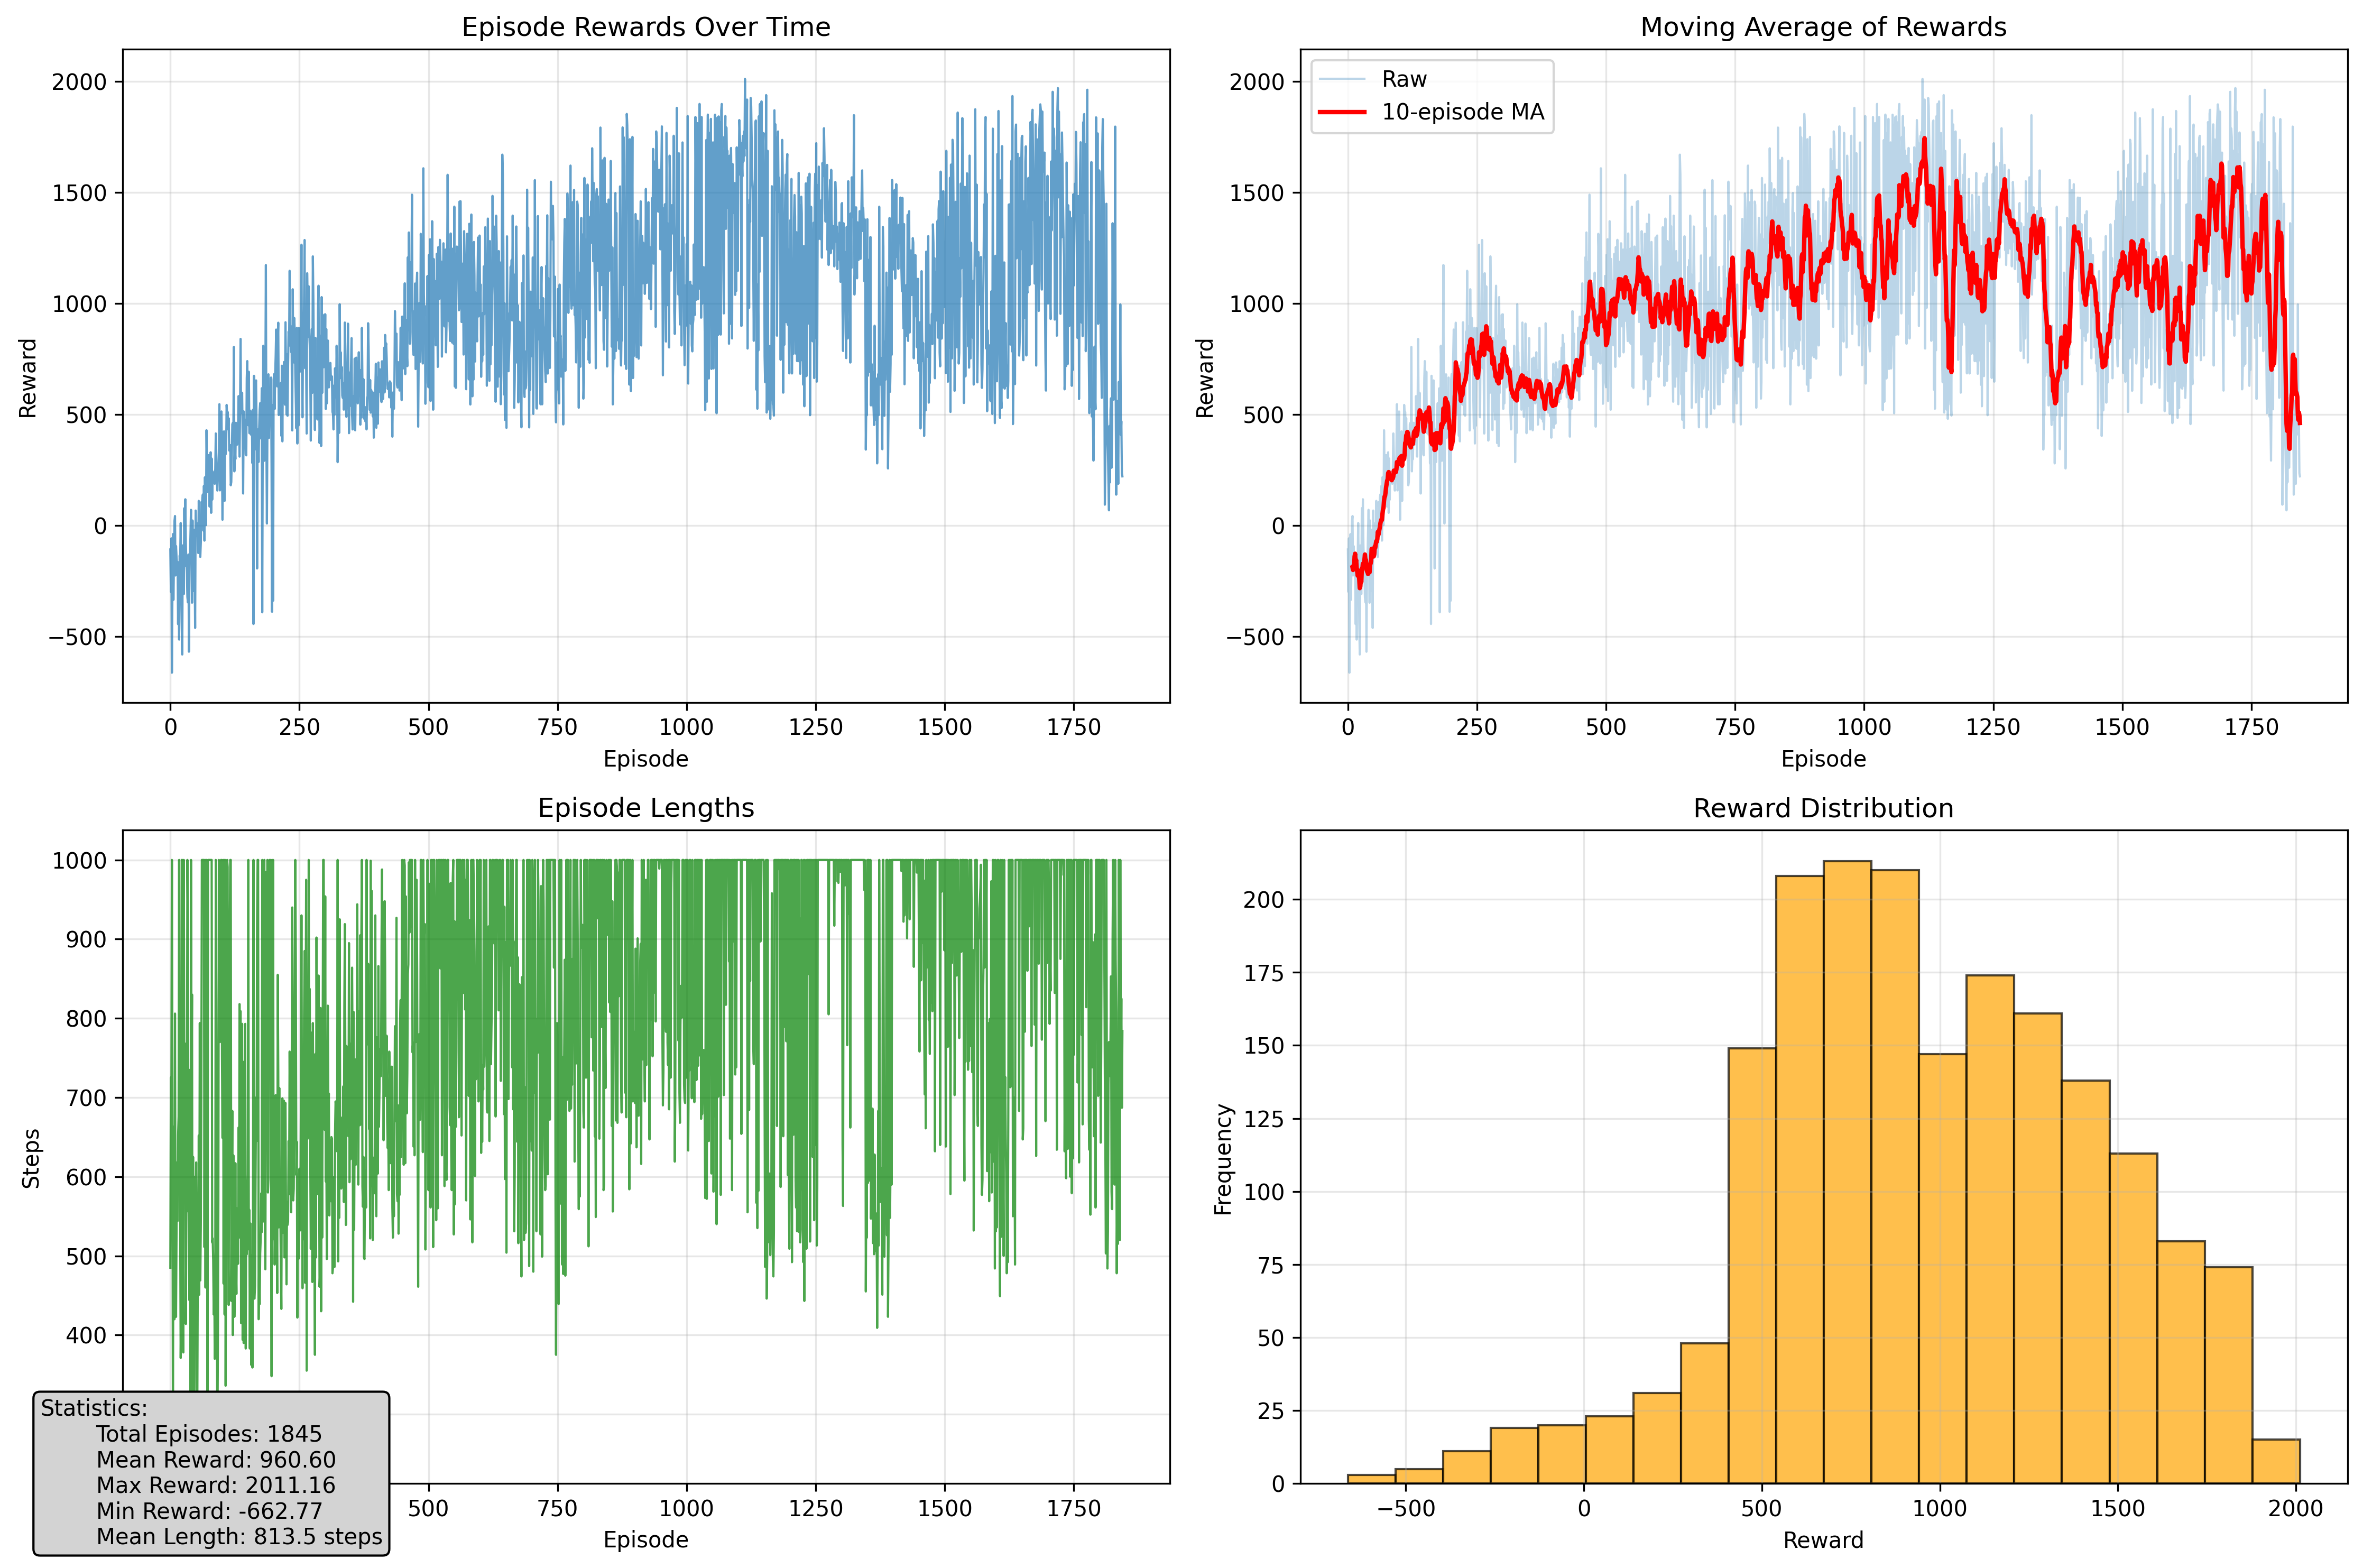 Episode Rewards Over Time
2000
1500
1000
500
0
−500
Reward
0 250 500 750 1000 1250 1500 1750
Episode
Moving Average of Rewards
Raw
10-episode MA
2000
1500
1000
500
0
−500
Reward
0 250 500 750 1000 1250 1500 1750
Episode
Episode Lengths
1000
900
800
700
600
500
400
Steps
500 750 1000 1250 1500 1750
Episode
Statistics:
Total Episodes: 1845
Mean Reward: 960.60
Max Reward: 2011.16
Min Reward: -662.77
Mean Length: 813.5 steps
Reward Distribution
200
175
150
125
100
75
50
25
0
Frequency
−500 0 500 1000 1500 2000
Reward